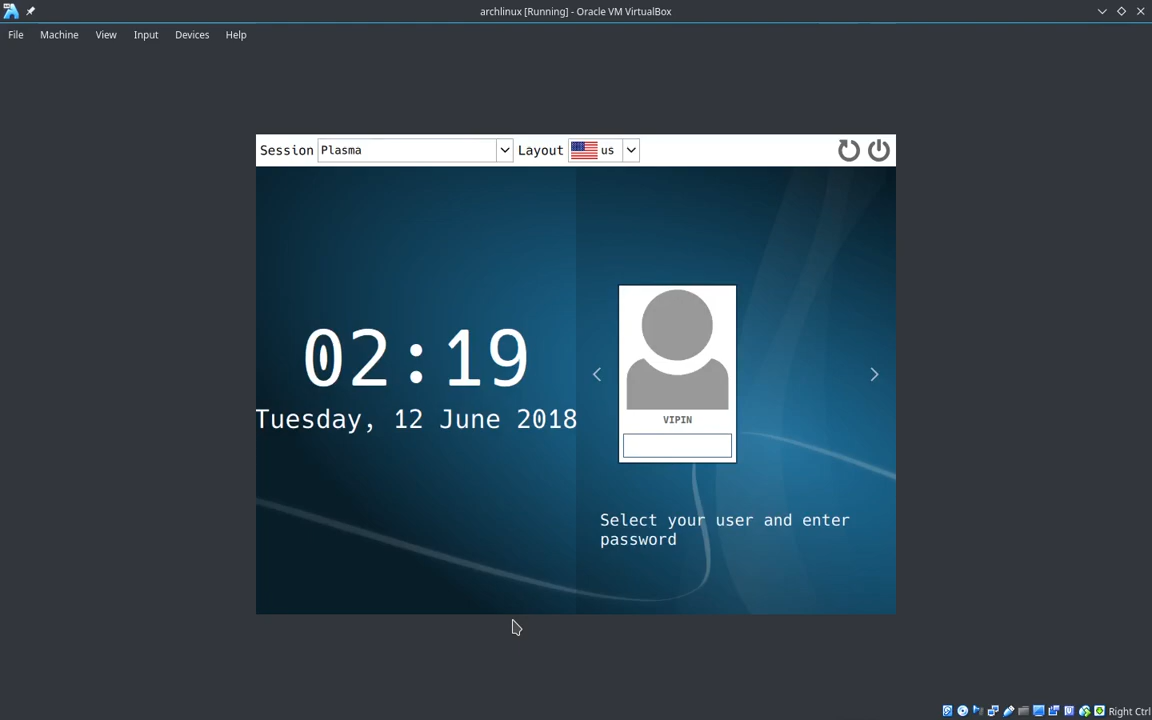 archlinux [Running] - Oracle VM VirtualBox
File Machine View Input Devices Help
Session Plasma Layout us
02:19
Tuesday, 12 June 2018
VIPIN
Select your user and enter
password
Right Ctrl